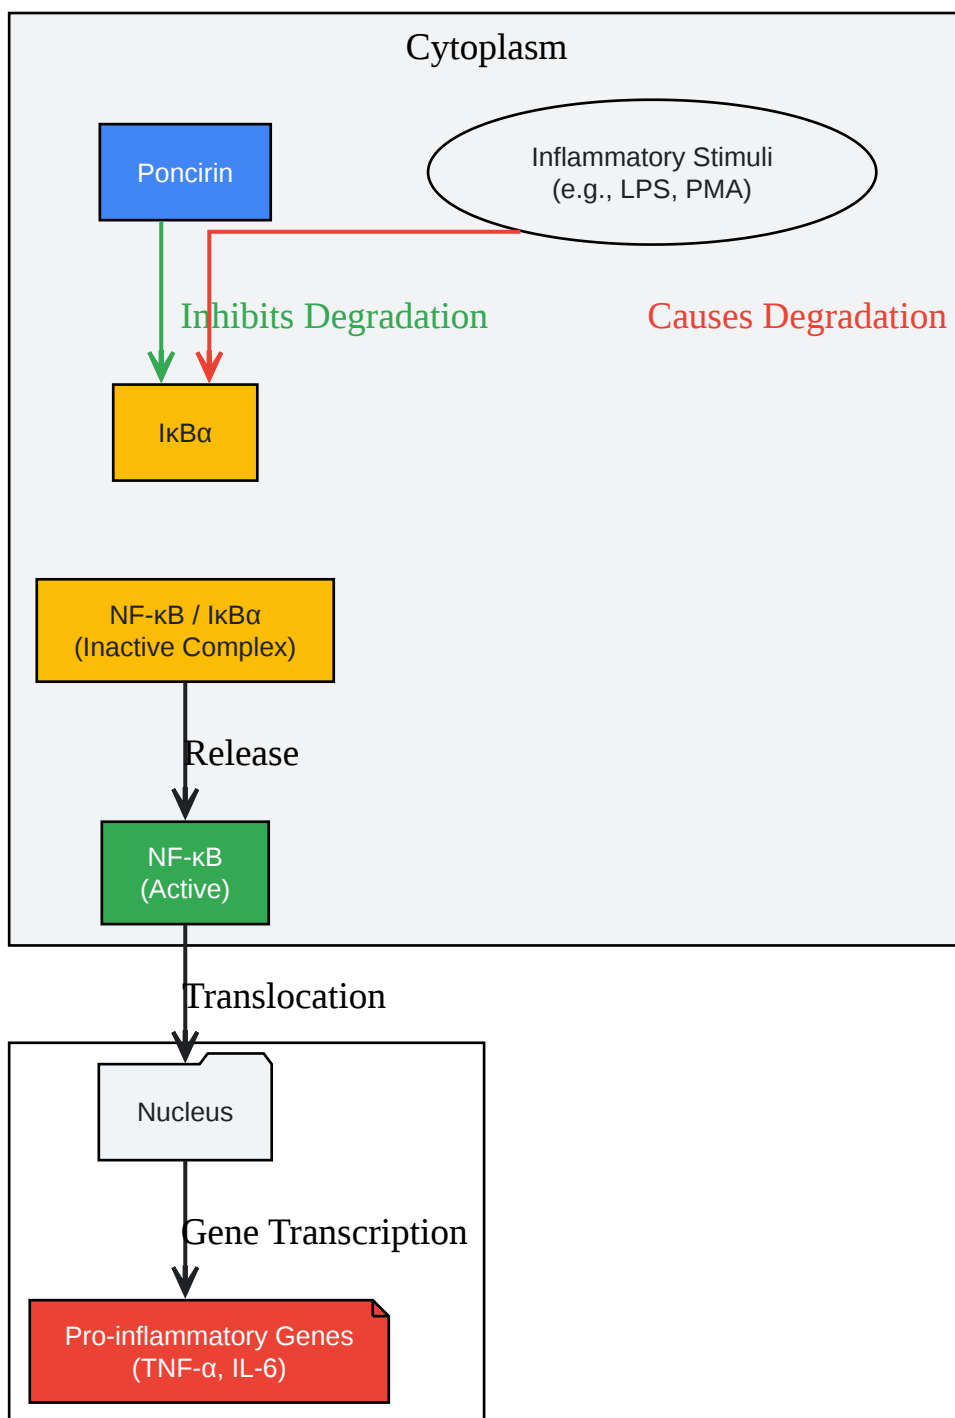 Cytoplasm
Poncirin
Inflammatory Stimuli
(e.g., LPS, PMA)
Inhibits Degradation
Causes Degradation
IκBα
NF-κB / IκBα
(Inactive Complex)
Release
NF-κB
(Active)
Translocation
Nucleus
Gene Transcription
Pro-inflammatory Genes
(TNF-α, IL-6)